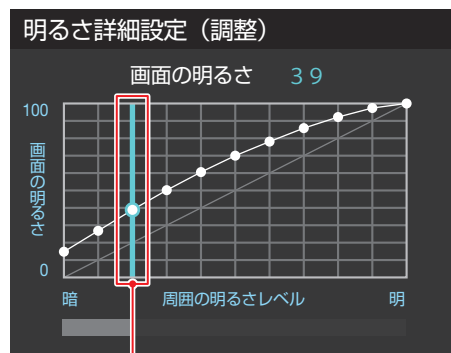 明るさ詳細設定（調整）
画面の明るさ　３９
100
画面の明るさ
0
暗　周囲の明るさレベル　明